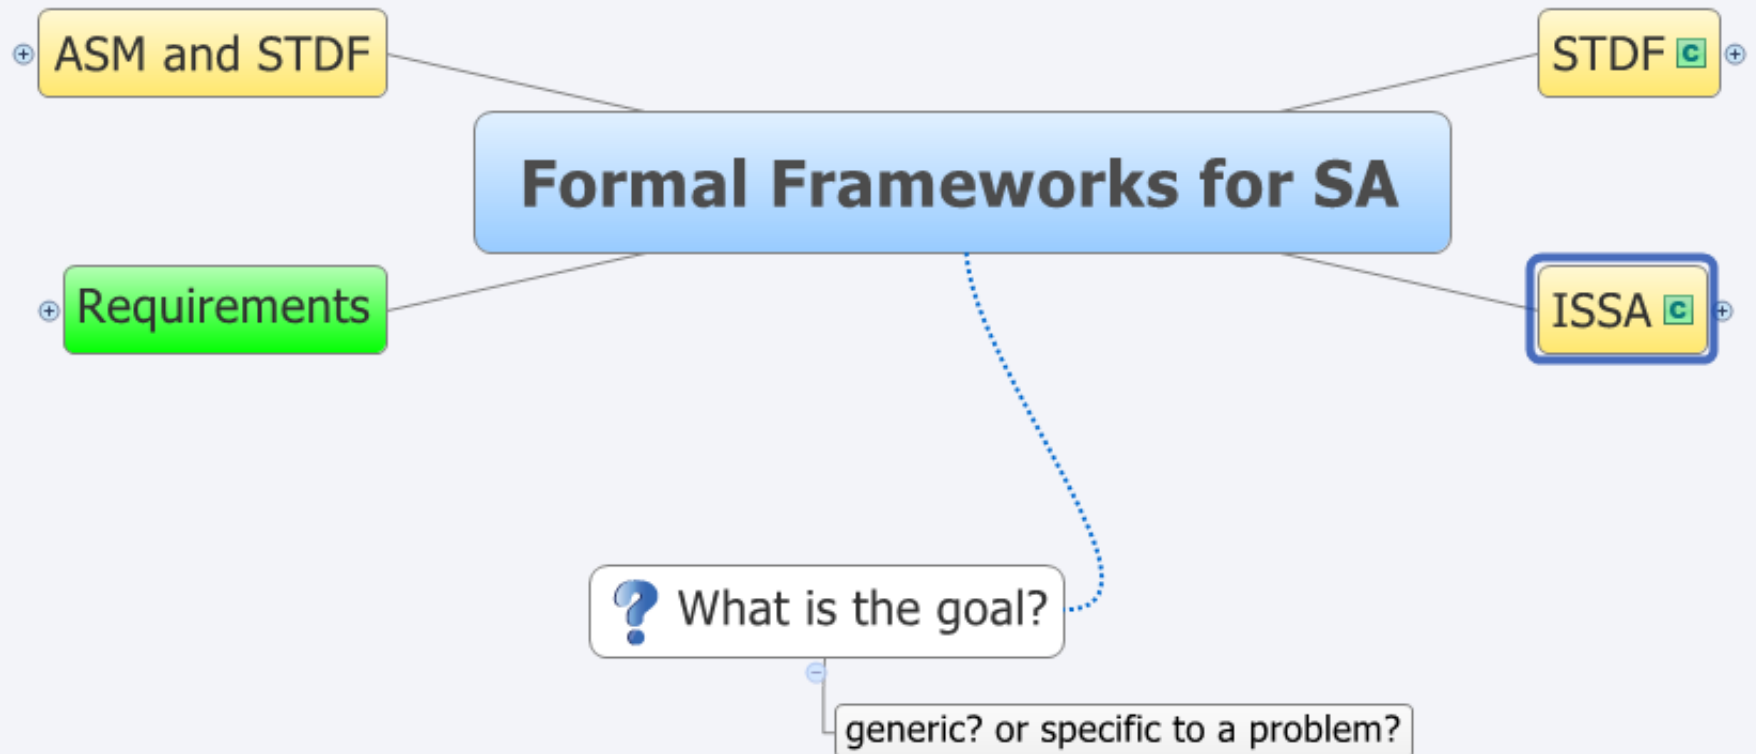 ASM and STDF
STDF C
Formal Frameworks for SA
Requirements
ISSA C
? What is the goal?
generic? or specific to a problem?